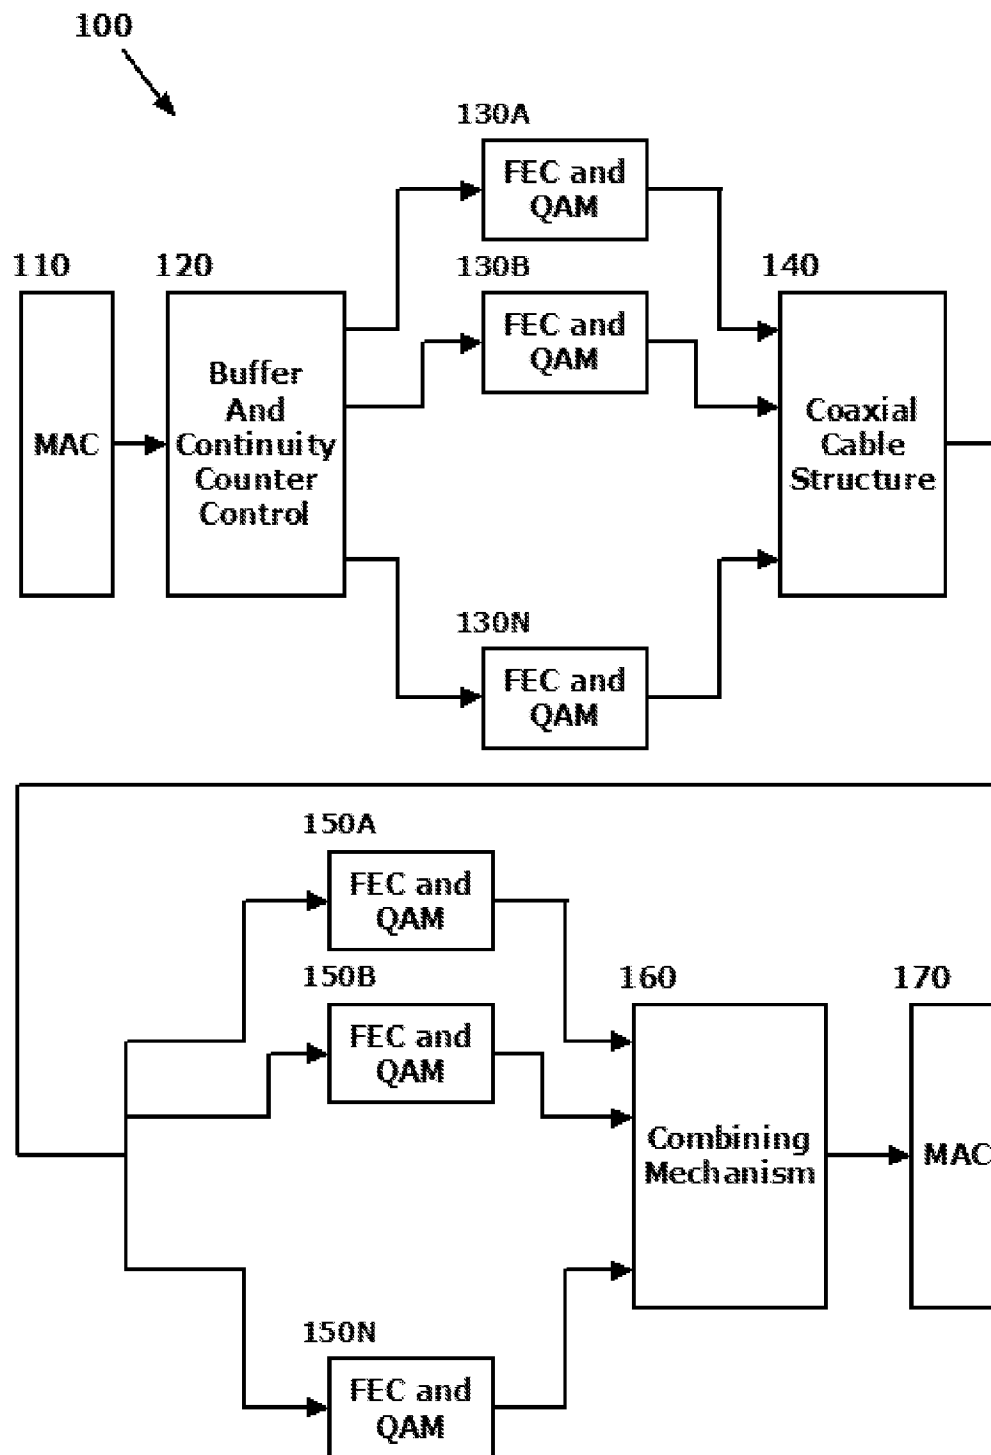 100
130A
FEC and
QAM
110
120
130B
140
FEC and
QAM
MAC
Buffer
And
Continuity
Counter
Control
Coaxial
Cable
Structure
130N
FEC and
QAM
150A
FEC and
QAM
150B
160
170
FEC and
QAM
Combining
Mechanism
MAC
150N
FEC and
QAM